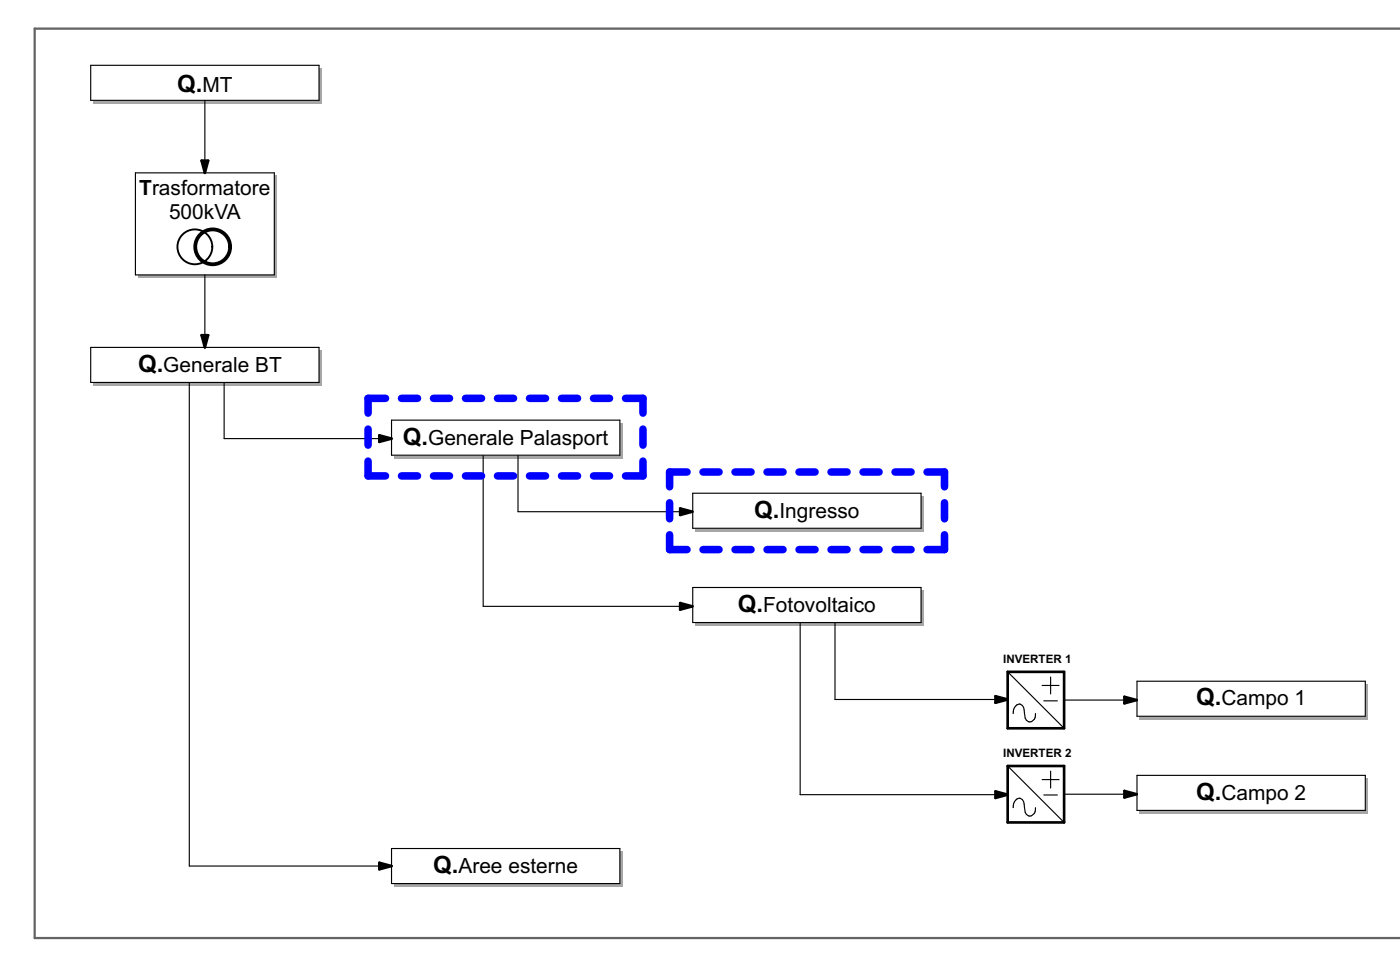 Q.MT
Trasformatore
500kVA
Q.Generale BT
Q.Generale Palasport
Q.Ingresso
Q.Fotovoltaico
INVERTER 1
Q.Campo 1
INVERTER 2
Q.Campo 2
Q.Aree esterne